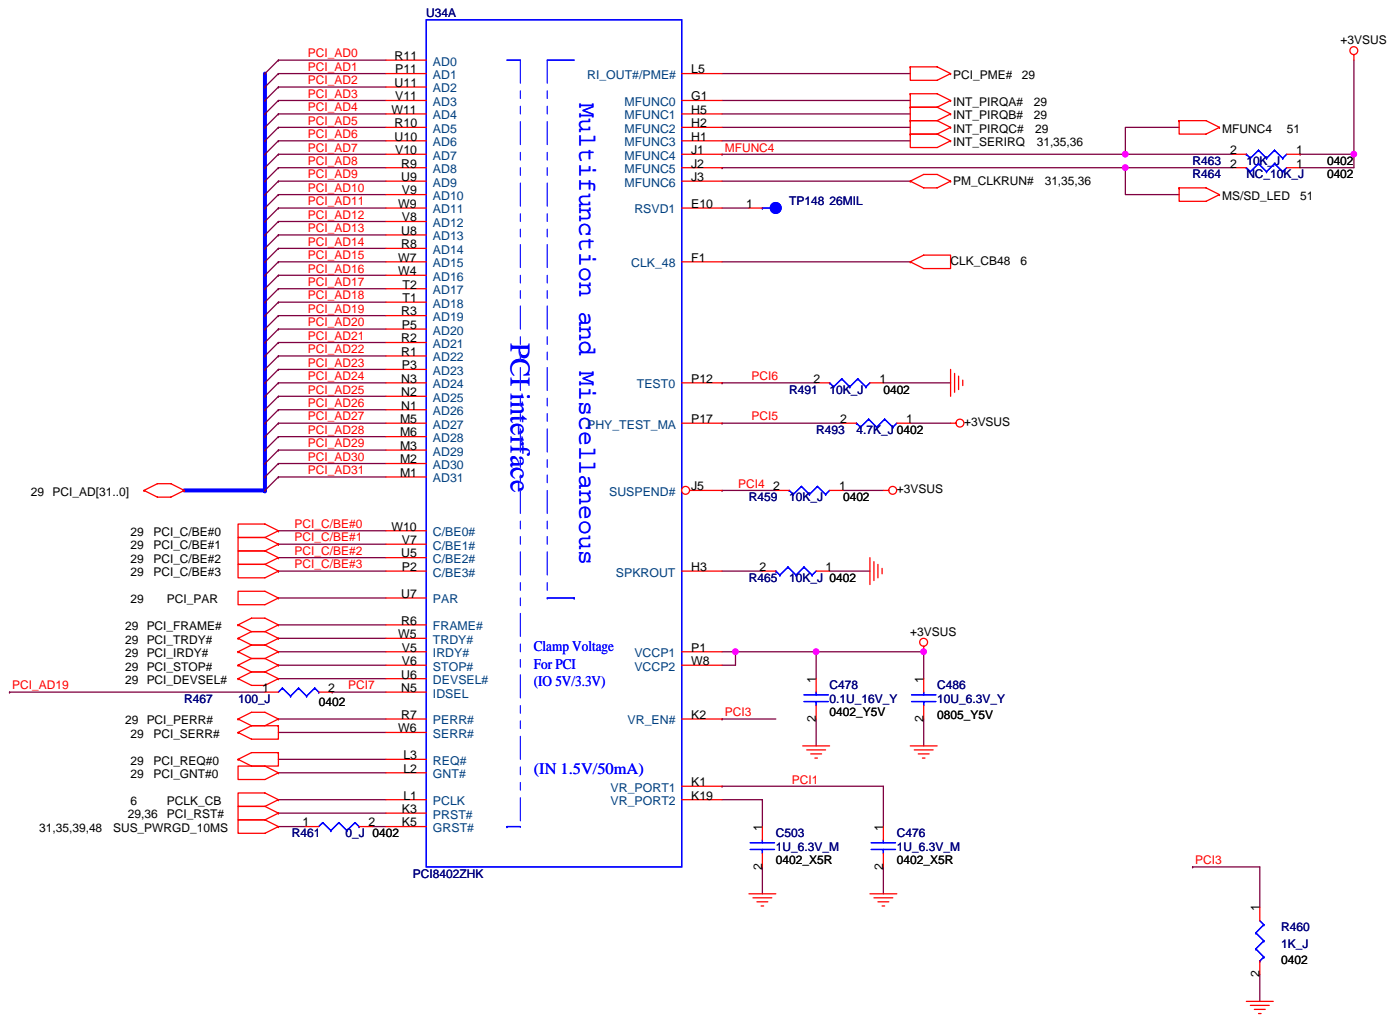 U34A
+3VSUS
PCI_AD0 R11 AD0
PCI_AD1 P11 AD1
PCI_AD2 U11 AD2
PCI_AD3 V11 AD3
PCI_AD4 W11 AD4
PCI_AD5 R10 AD5
PCI_AD6 U10 AD6
PCI_AD7 V10 AD7
PCI_AD8 R9 AD8
PCI_AD9 U9 AD9
PCI_AD10 V9 AD10
PCI_AD11 W9 AD11
PCI_AD12 V8 AD12
PCI_AD13 U8 AD13
PCI_AD14 R8 AD14
PCI_AD15 W7 AD15
PCI_AD16 W4 AD16
PCI_AD17 T2 AD17
PCI_AD18 T1 AD18
PCI_AD19 R3 AD19
PCI_AD20 P5 AD20
PCI_AD21 R2 AD21
PCI_AD22 R1 AD22
PCI_AD23 P3 AD23
PCI_AD24 N3 AD24
PCI_AD25 N2 AD25
PCI_AD26 N1 AD26
PCI_AD27 M5 AD27
PCI_AD28 M6 AD28
PCI_AD29 M3 AD29
PCI_AD30 M2 AD30
PCI_AD31 M1 AD31
29 PCI_AD[31..0]
29 PCI_C/BE#0 PCI_C/BE#0 W10 C/BE0#
29 PCI_C/BE#1 PCI_C/BE#1 V7 C/BE1#
29 PCI_C/BE#2 PCI_C/BE#2 U5 C/BE2#
29 PCI_C/BE#3 PCI_C/BE#3 P2 C/BE3#
29 PCI_PAR U7 PAR
29 PCI_FRAME# R6 FRAME#
29 PCI_TRDY# W5 TRDY#
29 PCI_IRDY# V5 IRDY#
29 PCI_STOP# V6 STOP#
29 PCI_DEVSEL# U6 DEVSEL#
PCI_AD19 1 2 PCI7 N5 IDSEL
R467 100_J 0402
29 PCI_PERR# R7 PERR#
29 PCI_SERR# W6 SERR#
29 PCI_REQ#0 L3 REQ#
29 PCI_GNT#0 L2 GNT#
6 PCLK_CB L1 PCLK
29,36 PCI_RST# K3 PRST#
31,35,39,48 SUS_PWRGD_10MS 1 2 K5 GRST#
R461 0_J 0402
PCI8402ZHK
PCI interface
Multifunction and Miscellaneous
Clamp Voltage
For PCI
(IO 5V/3.3V)
(IN 1.5V/50mA)
RI_OUT#/PME# L5 PCI_PME# 29
MFUNC0 G1 INT_PIRQA# 29
MFUNC1 H5 INT_PIRQB# 29
MFUNC2 H2 INT_PIRQC# 29
MFUNC3 H1 INT_SERIRQ 31,35,36
MFUNC4 J1 MFUNC4
MFUNC5 J2
MFUNC6 J3 PM_CLKRUN# 31,35,36
MFUNC4 51
2 1
R463 10K_J 0402
2 1
R464 NC_10K_J 0402
MS/SD_LED 51
RSVD1 E10 1 TP148 26MIL
CLK_48 F1 CLK_CB48 6
TEST0 P12 PCI6 2 1
R491 10K_J 0402
PHY_TEST_MA P17 PCI5 2 1 +3VSUS
R493 4.7K_J 0402
SUSPEND# J5 PCI4 2 1 +3VSUS
R459 10K_J 0402
SPKROUT H3 2 1
R465 10K_J 0402
+3VSUS
VCCP1 P1
VCCP2 W8
1 C478
0.1U_16V_Y
2 0402_Y5V
1 C486
10U_6.3V_Y
2 0805_Y5V
VR_EN# K2 PCI3
VR_PORT1 K1 PCI1
VR_PORT2 K19
1 C503
1U_6.3V_M
2 0402_X5R
1 C476
1U_6.3V_M
2 0402_X5R
PCI3
1
R460
1K_J
0402
2